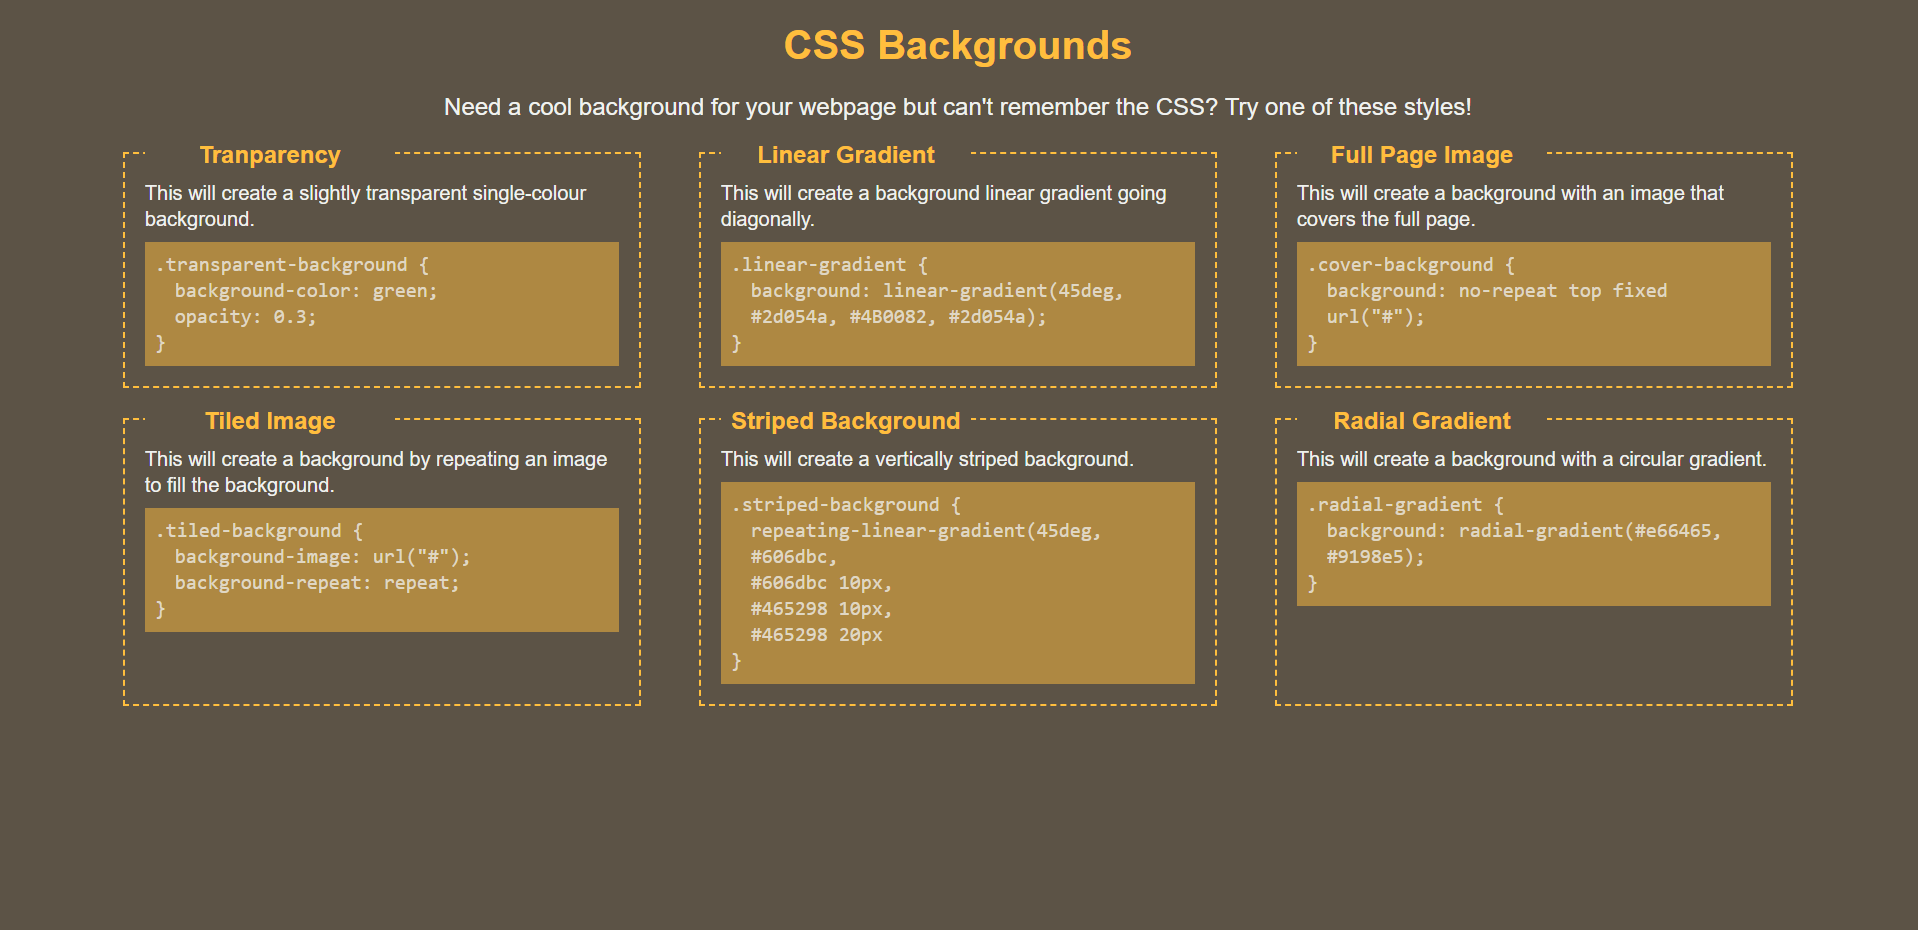 CSS Backgrounds
Need a cool background for your webpage but can't remember the CSS? Try one of these styles!
Tranparency
This will create a slightly transparent single-colour
background.
.transparent-background {
  background-color: green;
  opacity: 0.3;
}
Linear Gradient
This will create a background linear gradient going
diagonally.
.linear-gradient {
  background: linear-gradient(45deg,
  #2d054a, #4B0082, #2d054a);
}
Full Page Image
This will create a background with an image that
covers the full page.
.cover-background {
  background: no-repeat top fixed
  url("#");
}
Tiled Image
This will create a background by repeating an image
to fill the background.
.tiled-background {
  background-image: url("#");
  background-repeat: repeat;
}
Striped Background
This will create a vertically striped background.
.striped-background {
  repeating-linear-gradient(45deg,
  #606dbc,
  #606dbc 10px,
  #465298 10px,
  #465298 20px
}
Radial Gradient
This will create a background with a circular gradient.
.radial-gradient {
  background: radial-gradient(#e66465,
  #9198e5);
}